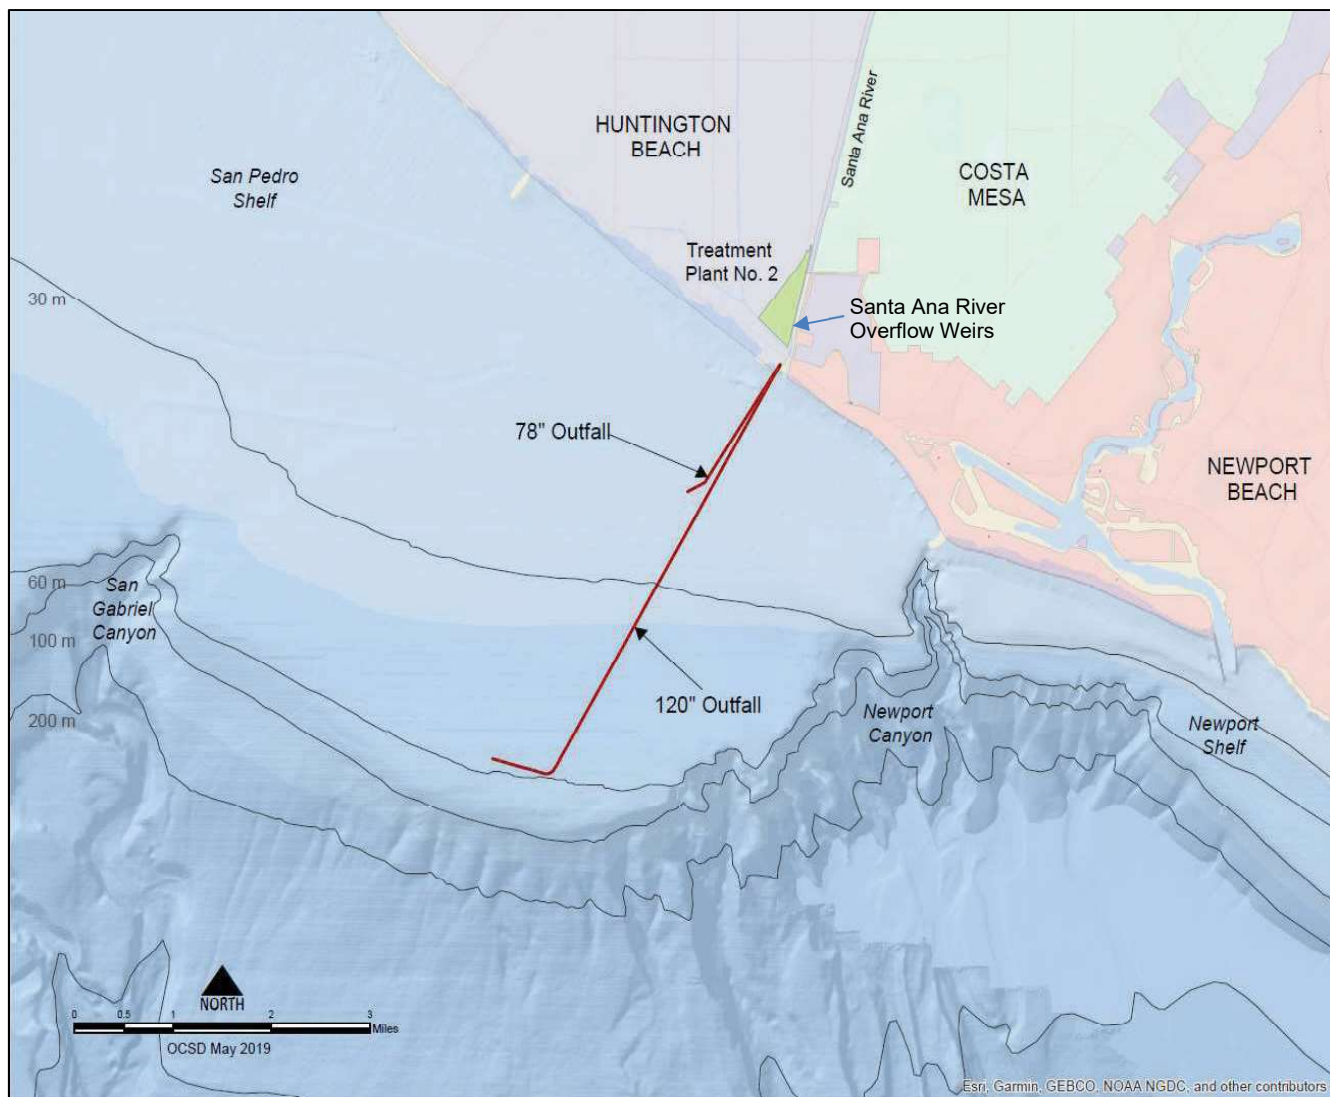 HUNTINGTON
BEACH
Santa Ana River
COSTA
MESA
San Pedro
Shelf
Treatment
Plant No. 2
Santa Ana River
Overflow Weirs
30 m
78" Outfall
NEWPORT
BEACH
60 m
San
Gabriel
Canyon
100 m
200 m
120" Outfall
Newport
Canyon
Newport
Shelf
NORTH
0 0.5 1 2 3
Miles
OCSD May 2019
Esri, Garmin, GEBCO, NOAA NGDC, and other contributors